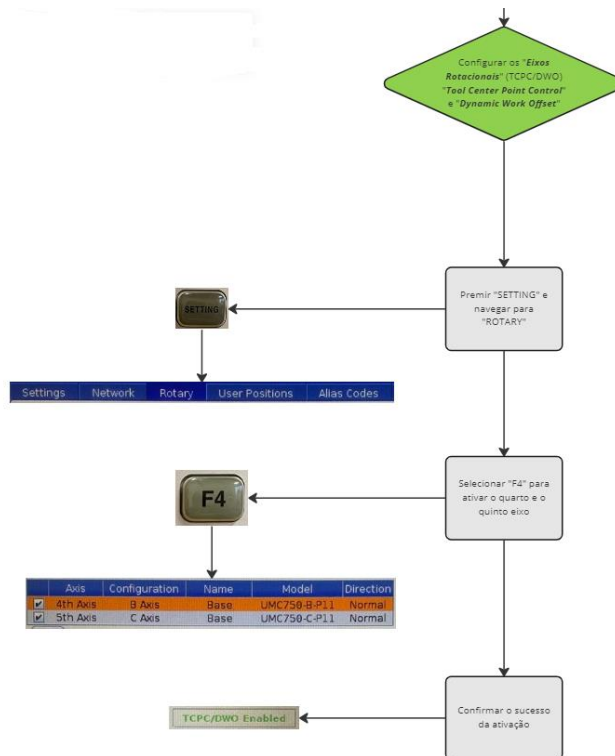 Configurar os "Eixos
Rotacionais" (TCPC/DWO)
"Tool Center Point Control"
e "Dynamic Work Offset"
Premir "SETTING" e
navegar para
"ROTARY"
SETTING
Settings Network Rotary User Positions Alias Codes
Selecionar "F4" para
ativar o quarto e o
quinto eixo
F4
Axis Configuration Name Model Direction
4th Axis B Axis Base UMC750-B-P11 Normal
5th Axis C Axis Base UMC750-C-P11 Normal
Confirmar o sucesso
da ativação
TCPC/DWO Enabled